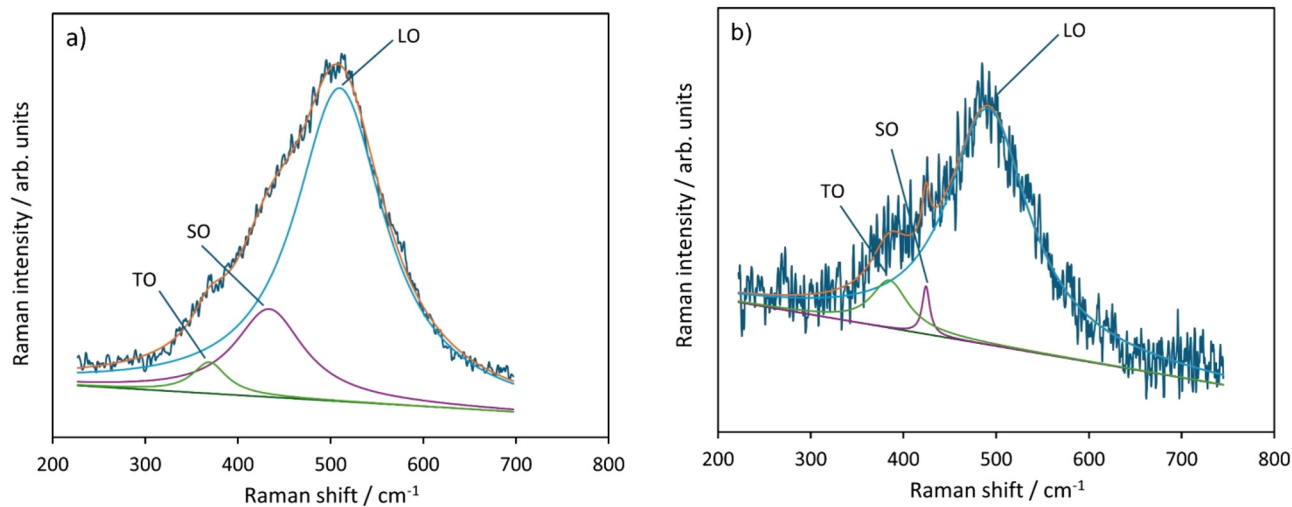 a)
LO
SO
TO
Raman intensity / arb. units
200 300 400 500 600 700 800
Raman shift / cm⁻¹
b)
LO
SO
TO
Raman intensity / arb. units
200 300 400 500 600 700 800
Raman shift / cm⁻¹